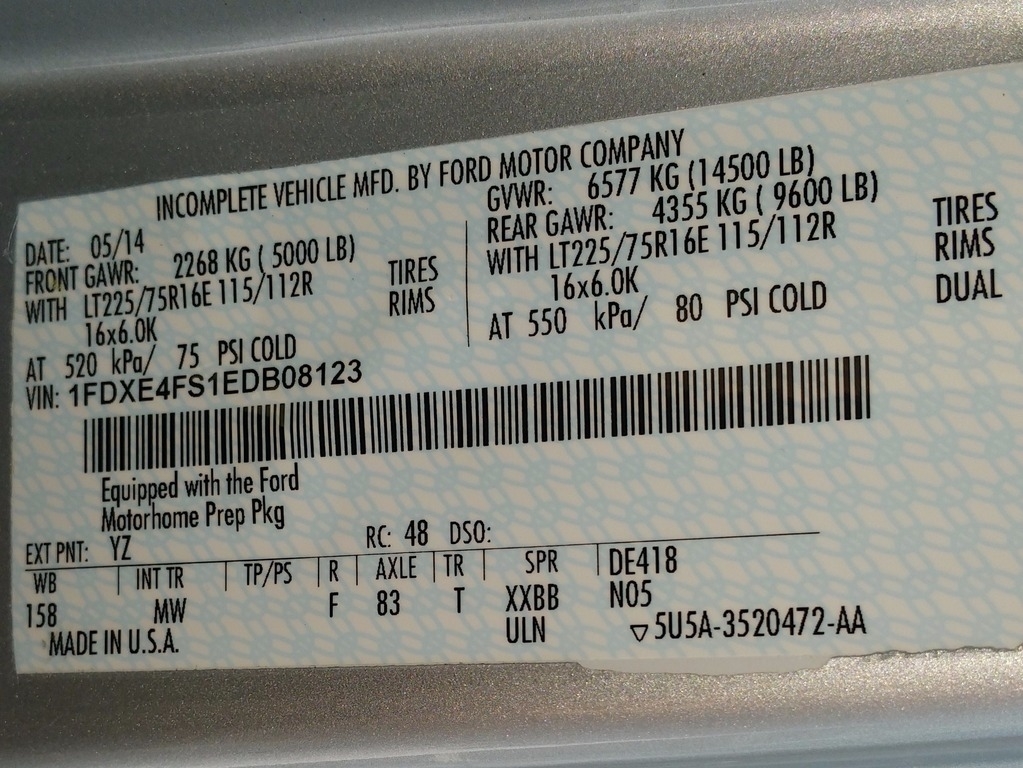 INCOMPLETE VEHICLE MFD. BY FORD MOTOR COMPANY
DATE: 05/14
FRONT GAWR: 2268 KG ( 5000 LB)
WITH LT225/75R16E 115/112R TIRES
16x6.0K RIMS
AT 520 kPa/ 75 PSI COLD
GVWR: 6577 KG (14500 LB)
REAR GAWR: 4355 KG ( 9600 LB)
WITH LT225/75R16E 115/112R TIRES
16x6.0K RIMS
AT 550 kPa/ 80 PSI COLD DUAL
VIN: 1FDXE4FS1EDB08123
Equipped with the Ford
Motorhome Prep Pkg
EXT PNT: YZ RC: 48 DSO:
WB INT TR TP/PS R AXLE TR SPR DE418
158 MW F 83 T XXBB N05
MADE IN U.S.A. ULN ▽5U5A-3520472-AA